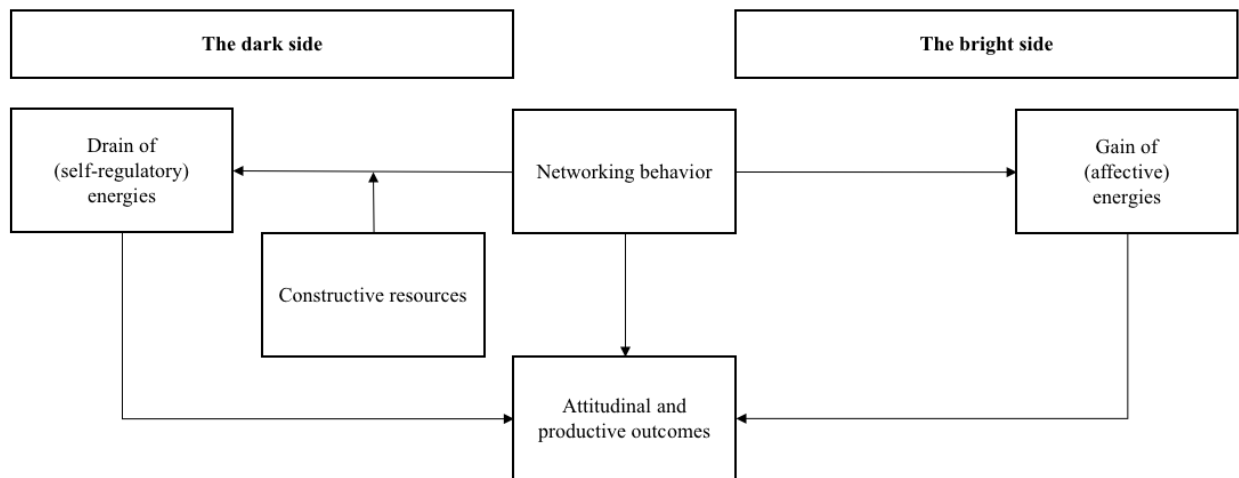 The dark side
The bright side
Drain of
(self-regulatory)
energies
Networking behavior
Gain of
(affective)
energies
Constructive resources
Attitudinal and
productive outcomes